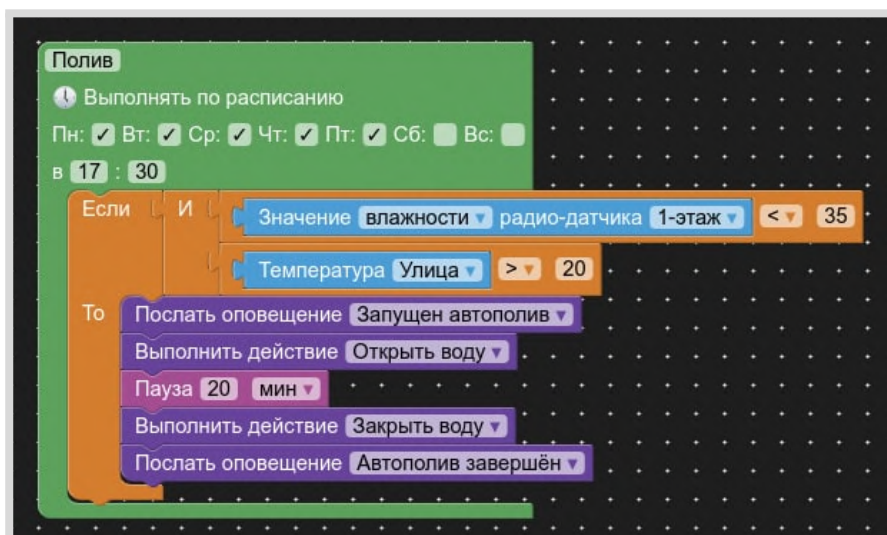 Полив
Выполнять по расписанию
Пн: ✓ Вт: ✓ Ср: ✓ Чт: ✓ Пт: ✓ Сб: Вс:
в 17 : 30
Если И Значение влажности радио-датчика 1-этаж < 35
Температура Улица > 20
То Послать оповещение Запущен автополив
Выполнить действие Открыть воду
Пауза 20 мин
Выполнить действие Закрыть воду
Послать оповещение Автополив завершён